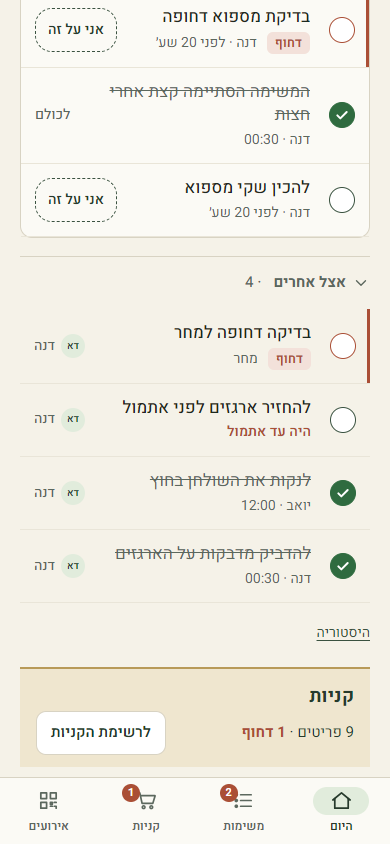 בדיקת מספוא דחופה
דחוף דנה · לפני 20 שע׳
אני על זה
המשימה הסתיימה קצת אחרי
חצות
דנה · 00:30
לכולם
להכין שקי מספוא
דנה · לפני 20 שע׳
אני על זה
אצל אחרים · 4
בדיקה דחופה למחר
דחוף מחר
דא דנה
להחזיר ארגזים לפני אתמול
היה עד אתמול
דא דנה
לנקות את השולחן בחוץ
יואב · 12:00
דא דנה
להדביק מדבקות על הארגזים
דנה · 00:30
דא דנה
היסטוריה
קניות
9 פריטים · 1 דחוף
לרשימת הקניות
היום
2 משימות
1 קניות
אירועים